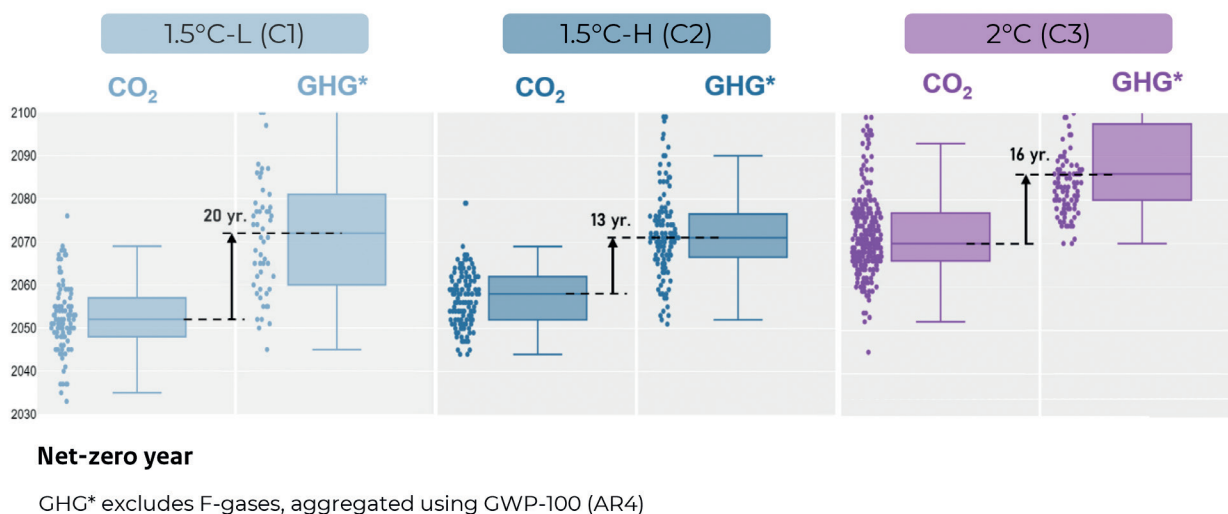 1.5°C-L (C1) 1.5°C-H (C2) 2°C (C3)
CO₂ GHG* CO₂ GHG* CO₂ GHG*
2100
2090
2080
2070
2060
2050
2040
2030
20 yr.
13 yr.
16 yr.
Net-zero year
GHG* excludes F-gases, aggregated using GWP-100 (AR4)